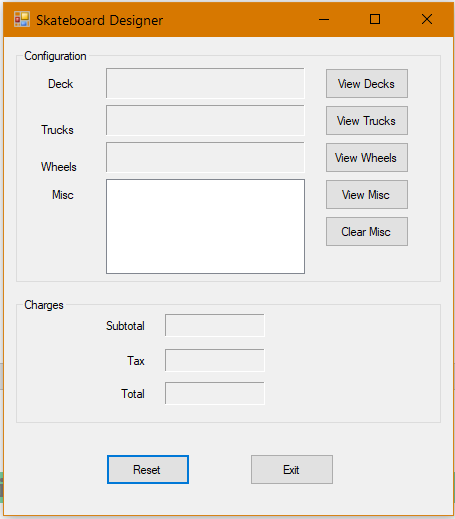 Skateboard Designer
Configuration
Deck
View Decks
Trucks
View Trucks
Wheels
View Wheels
Misc
View Misc
Clear Misc
Charges
Subtotal
Tax
Total
Reset
Exit